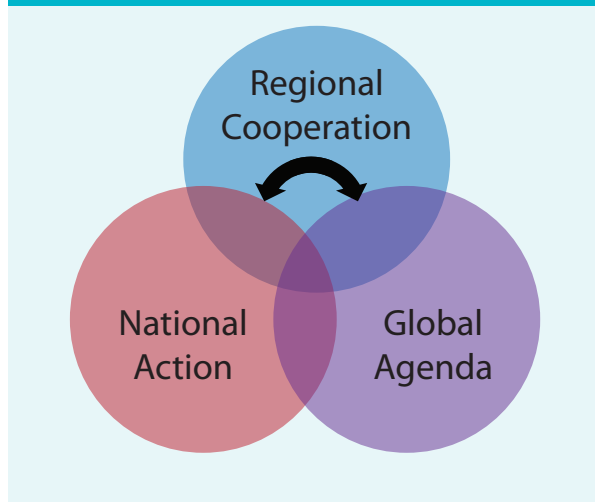 Regional
Cooperation
National
Action
Global
Agenda